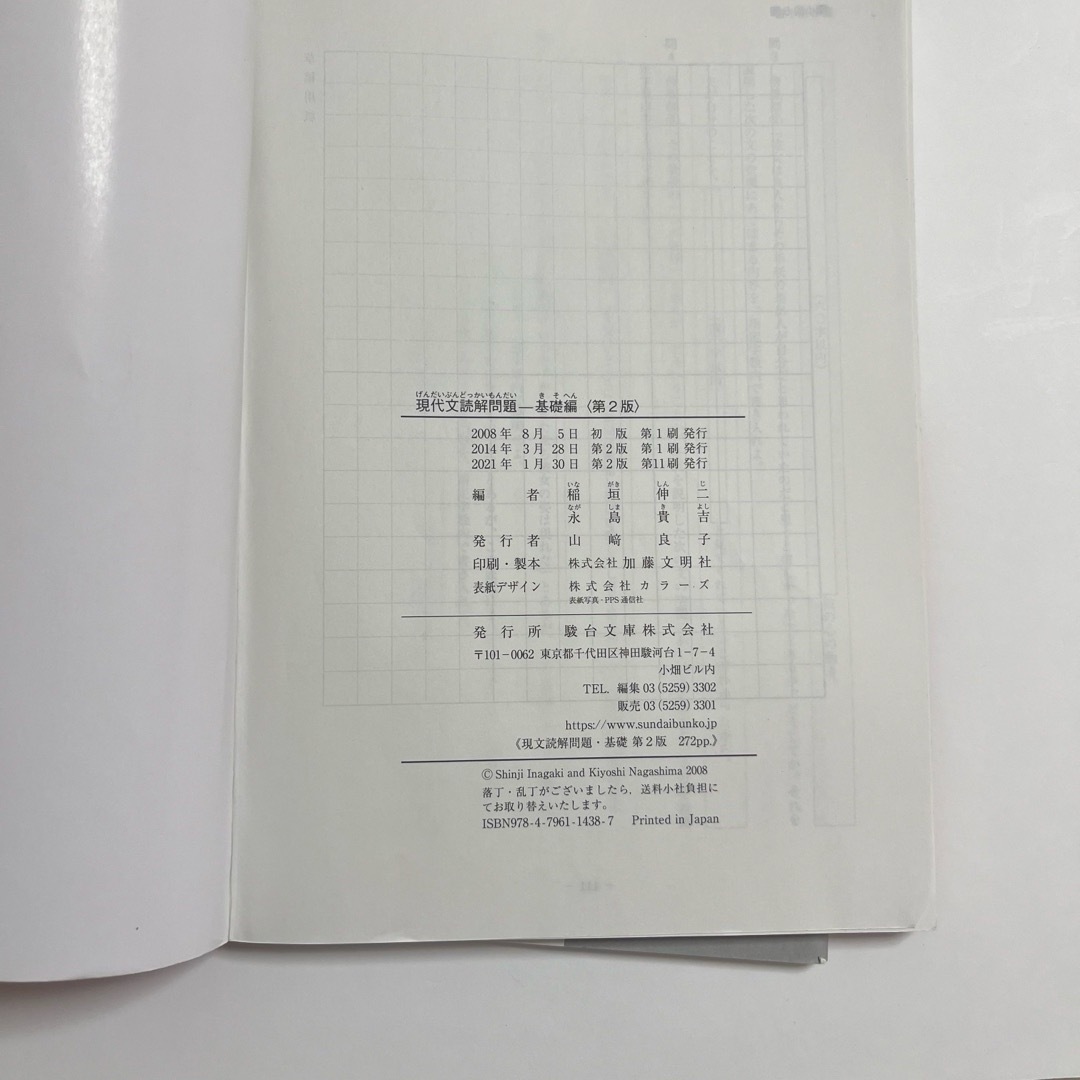 げんだいぶんどっかいもんだい きそへん
現代文読解問題—基礎編〈第2版〉
2008年 8月 5日 初版 第1刷発行
2014年 3月 28日 第2版 第1刷発行
2021年 1月 30日 第2版 第11刷発行
いな がき しん じ
編者 稲垣伸二
なが しま き よし
永島貴吉
発行者 山﨑良子
印刷・製本 株式会社 加藤文明社
表紙デザイン 株式会社カラーズ
表紙写真・PPS通信社
発行所 駿台文庫株式会社
〒101-0062 東京都千代田区神田駿河台1-7-4
小畑ビル内
TEL. 編集 03(5259)3302
販売 03(5259)3301
https://www.sundaibunko.jp
《現文読解問題・基礎 第2版 272pp.》
© Shinji Inagaki and Kiyoshi Nagashima 2008
落丁・乱丁がございましたら,送料小社負担に
てお取り替えいたします。
ISBN978-4-7961-1438-7 Printed in Japan